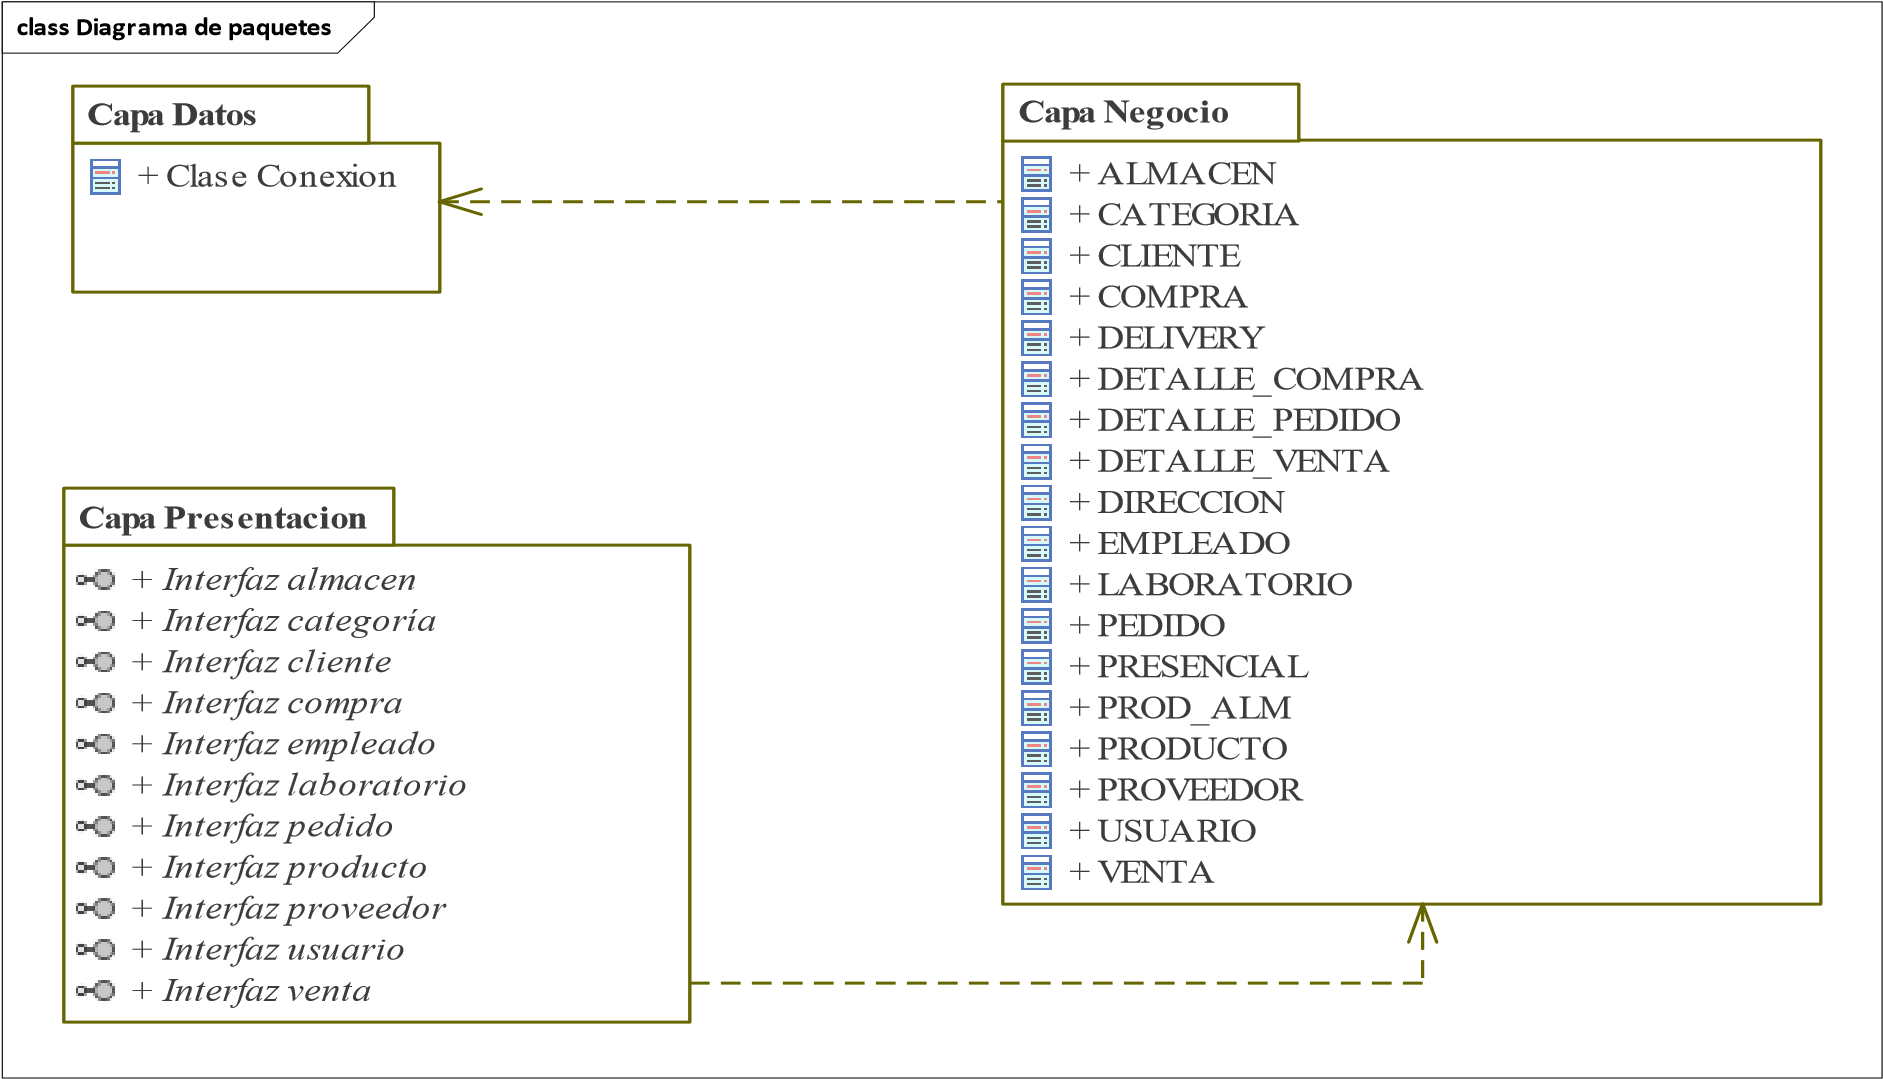 class Diagrama de paquetes
Capa Datos
+ Clase Conexion
Capa Negocio
+ ALMACEN
+ CATEGORIA
+ CLIENTE
+ COMPRA
+ DELIVERY
+ DETALLE_COMPRA
+ DETALLE_PEDIDO
+ DETALLE_VENTA
+ DIRECCION
+ EMPLEADO
+ LABORATORIO
+ PEDIDO
+ PRESENCIAL
+ PROD_ALM
+ PRODUCTO
+ PROVEEDOR
+ USUARIO
+ VENTA
Capa Presentacion
+ Interfaz almacen
+ Interfaz categoría
+ Interfaz cliente
+ Interfaz compra
+ Interfaz empleado
+ Interfaz laboratorio
+ Interfaz pedido
+ Interfaz producto
+ Interfaz proveedor
+ Interfaz usuario
+ Interfaz venta